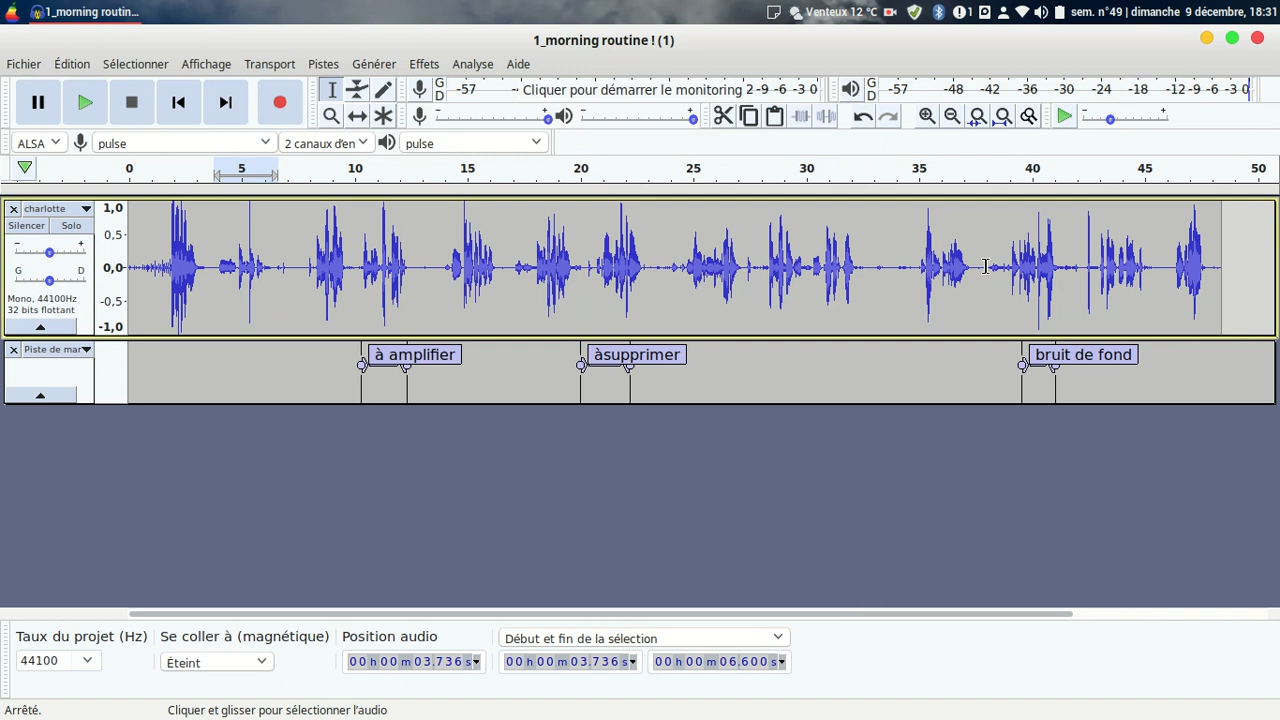 1_morning routin... Venteux 12 °C 1 sem. n°49 | dimanche 9 décembre, 18:31
1_morning routine ! (1)
Fichier Édition Sélectionner Affichage Transport Pistes Générer Effets Analyse Aide
G D -57 Cliquer pour démarrer le monitoring 2 -9 -6 -3 0 G D -57 -48 -42 -36 -30 -24 -18 -12 -9 -6 -3 0
ALSA pulse 2 canaux d'en pulse
0 5 10 15 20 25 30 35 40 45 50
charlotte
Silencer Solo
- +
G D
Mono, 44100Hz
32 bits flottant
1,0
0,5
0,0
-0,5
-1,0
Piste de mar
à amplifier àsupprimer bruit de fond
Taux du projet (Hz) Se coller à (magnétique) Position audio Début et fin de la sélection
44100 Éteint 00 h 00 m 03.736 s 00 h 00 m 03.736 s 00 h 00 m 06.600 s
Arrêté. Cliquer et glisser pour sélectionner l'audio